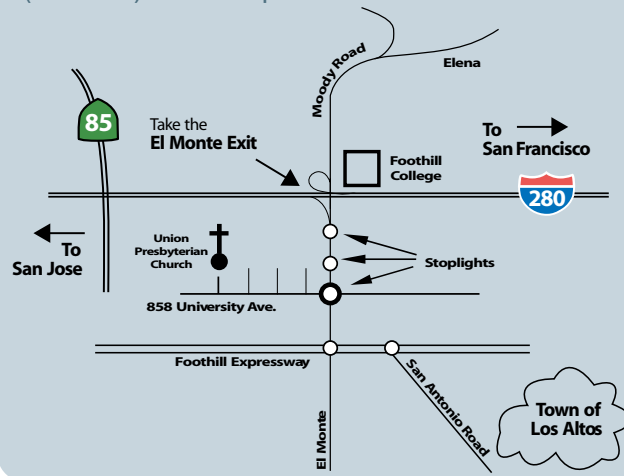 Moody Road
Elena
85
Take the
El Monte Exit
To
San Francisco
Foothill
College
280
To
San Jose
Union
Presbyterian
Church
Stoplights
858 University Ave.
Foothill Expressway
San Antonio Road
El Monte
Town of
Los Altos